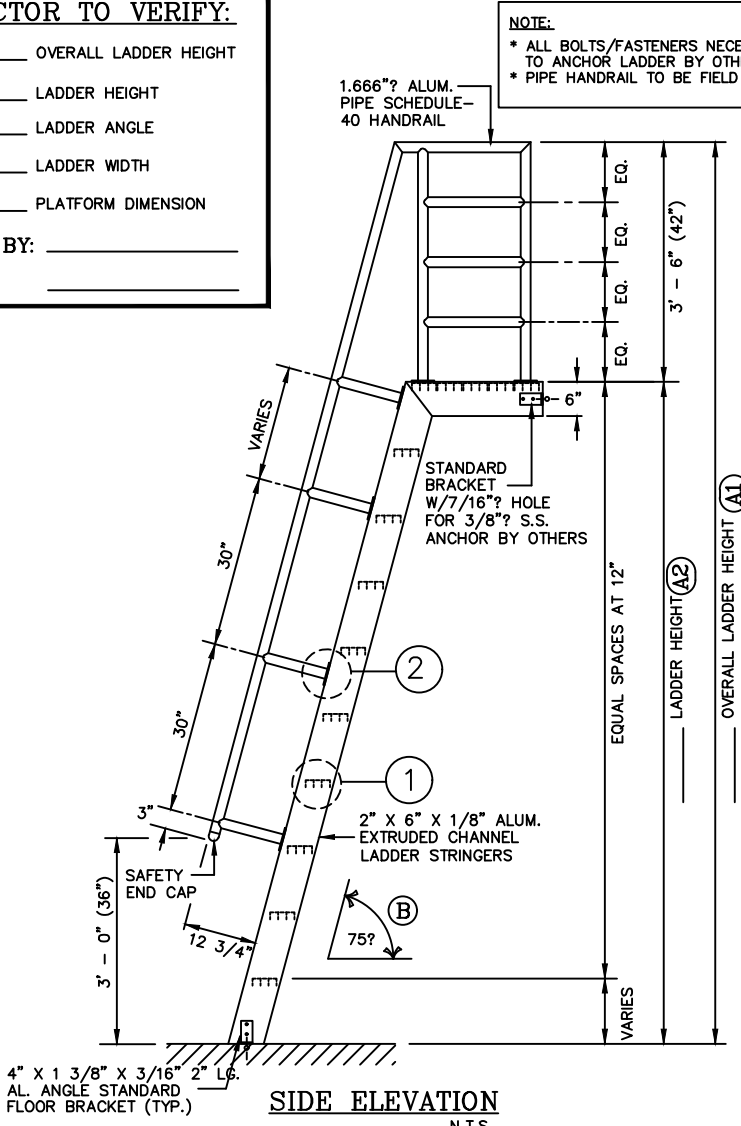 CTOR TO VERIFY:
OVERALL LADDER HEIGHT
LADDER HEIGHT
LADDER ANGLE
LADDER WIDTH
PLATFORM DIMENSION
BY:
NOTE:
* ALL BOLTS/FASTENERS NECE
TO ANCHOR LADDER BY OTH
* PIPE HANDRAIL TO BE FIELD
1.666"? ALUM.
PIPE SCHEDULE-
40 HANDRAIL
EQ.
EQ.
EQ.
EQ.
3' - 6" (42")
6"
VARIES
30"
30"
3"
STANDARD
BRACKET
W/7/16"? HOLE
FOR 3/8"? S.S.
ANCHOR BY OTHERS
EQUAL SPACES AT 12"
LADDER HEIGHT A2
OVERALL LADDER HEIGHT A1
2
1
2" X 6" X 1/8" ALUM.
EXTRUDED CHANNEL
LADDER STRINGERS
SAFETY
END CAP
3' - 0" (36")
12 3/4"
75?
B
VARIES
4" X 1 3/8" X 3/16" 2" LG.
AL. ANGLE STANDARD
FLOOR BRACKET (TYP.)
SIDE ELEVATION
N.T.S.